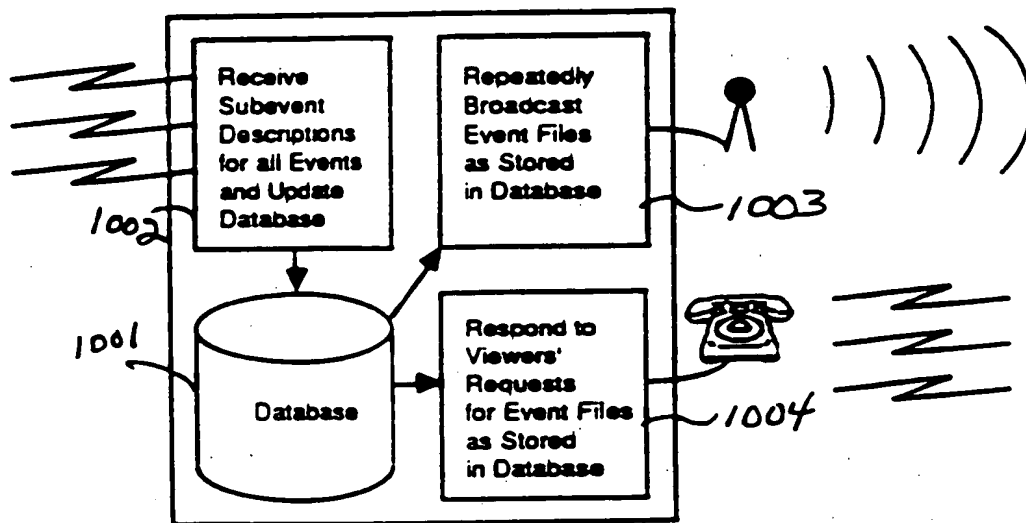 Receive
Subevent
Descriptions
for all Events
and Update
Database
1002
Repeatedly
Broadcast
Event Files
as Stored
in Database
1003
1001
Database
Respond to
Viewers'
Requests
for Event Files
as Stored
in Database
1004